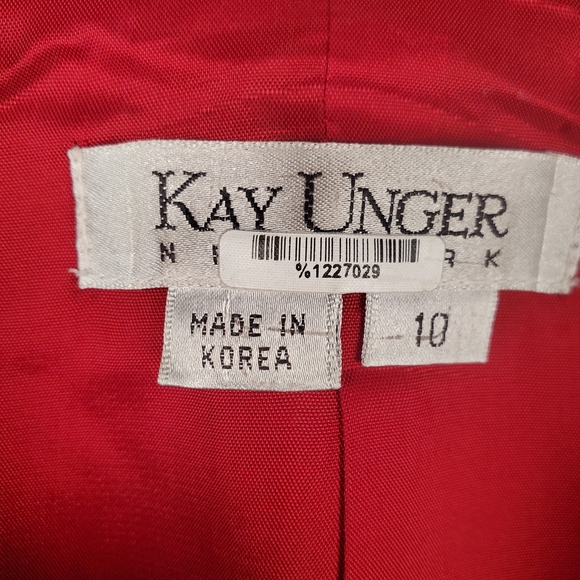 KAY UNGER
%1227029
MADE IN
KOREA
10